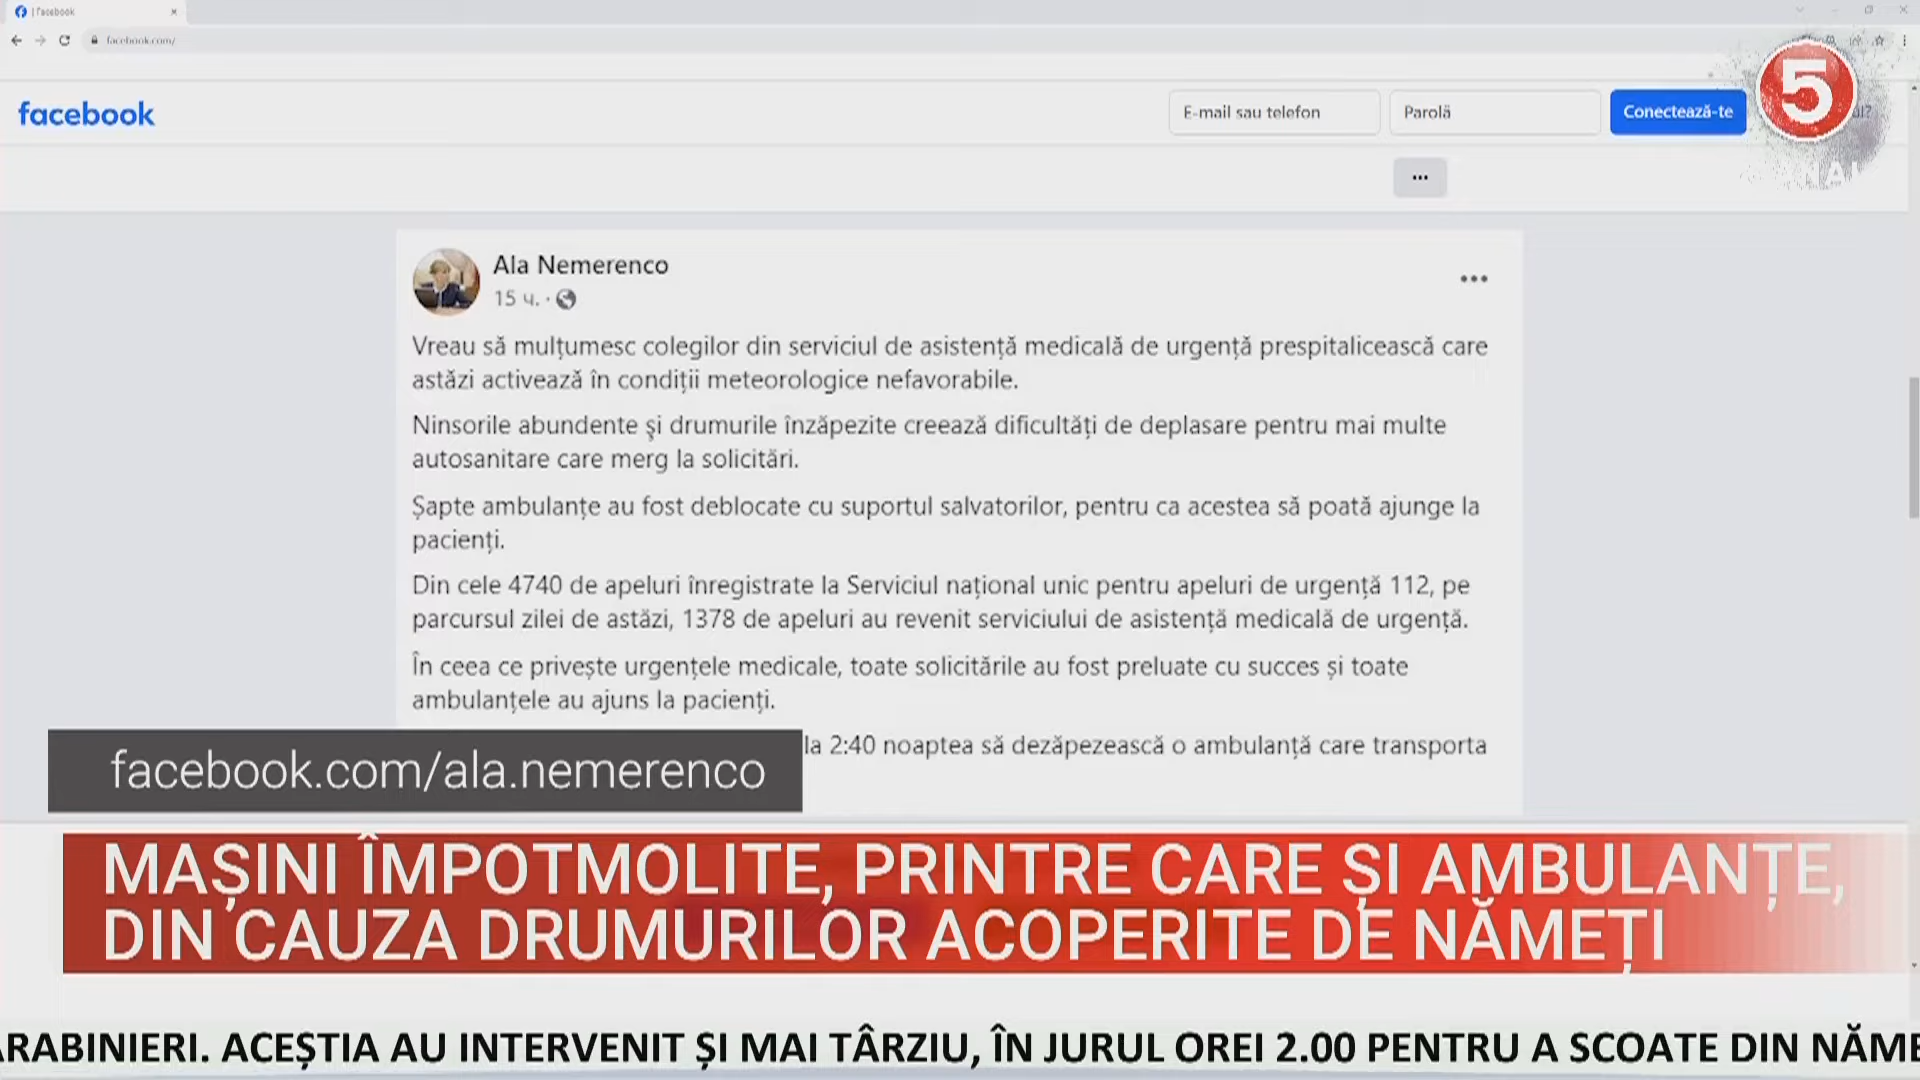 | Facebook
facebook.com/
facebook
E-mail sau telefon
Parolă
Conectează-te
5
Ala Nemerenco
15 ч.
Vreau să mulțumesc colegilor din serviciul de asistență medicală de urgență prespitalicească care
astăzi activează în condiții meteorologice nefavorabile.
Ninsorile abundente şi drumurile înzăpezite creează dificultăți de deplasare pentru mai multe
autosanitare care merg la solicitări.
Șapte ambulanțe au fost deblocate cu suportul salvatorilor, pentru ca acestea să poată ajunge la
pacienți.
Din cele 4740 de apeluri înregistrate la Serviciul național unic pentru apeluri de urgență 112, pe
parcursul zilei de astăzi, 1378 de apeluri au revenit serviciului de asistență medicală de urgență.
În ceea ce privește urgențele medicale, toate solicitările au fost preluate cu succes și toate
ambulanțele au ajuns la pacienți.
la 2:40 noaptea să dezăpezească o ambulanță care transporta
facebook.com/ala.nemerenco
MAȘINI ÎMPOTMOLITE, PRINTRE CARE ȘI AMBULANȚE,
DIN CAUZA DRUMURILOR ACOPERITE DE NĂMEȚI
ARABINIERI. ACEȘTIA AU INTERVENIT ȘI MAI TÂRZIU, ÎN JURUL OREI 2.00 PENTRU A SCOATE DIN NĂME